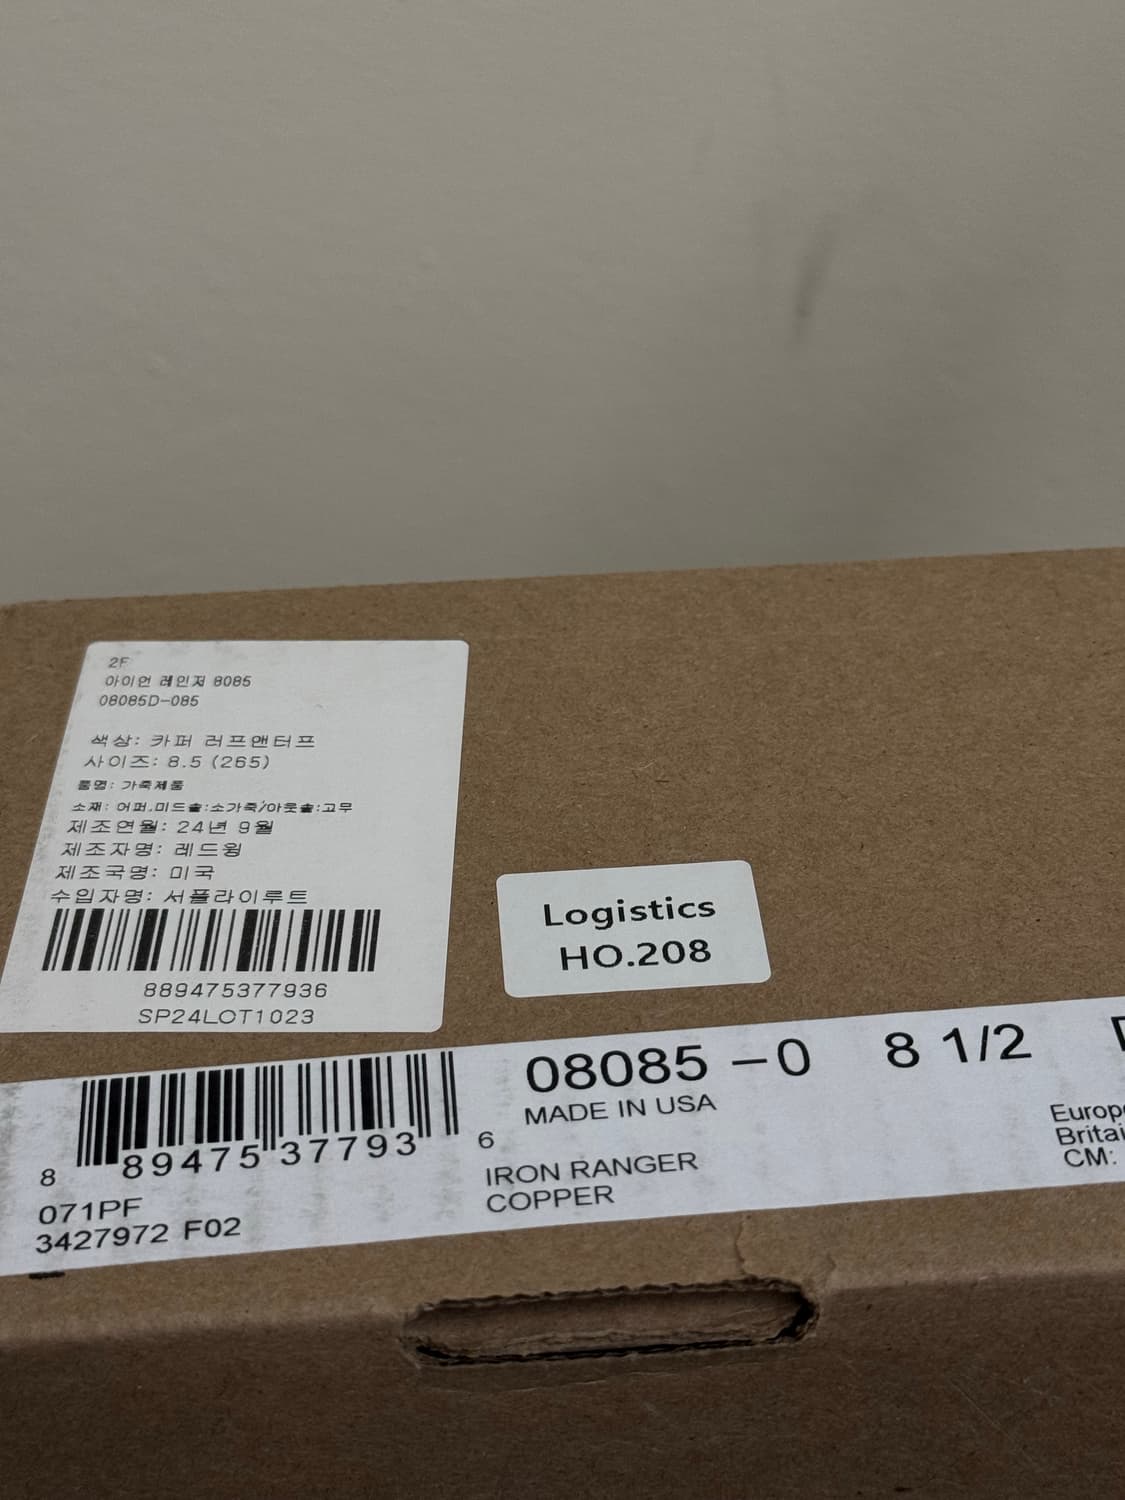 2F
아이언 레인저 8085
08085D-085
색상: 카퍼 러프앤터프
사이즈: 8.5 (265)
품명: 가죽제품
소재: 어퍼,미드솔:소가죽/아웃솔:고무
제조연월: 24년 9월
제조자명: 레드윙
제조국명: 미국
수입자명: 서플라이루트
889475377936
SP24LOT1023
Logistics
HO.208
08085 -0 8 1/2
MADE IN USA
8 89475 37793 6
IRON RANGER
COPPER
071PF
3427972 F02
CM: